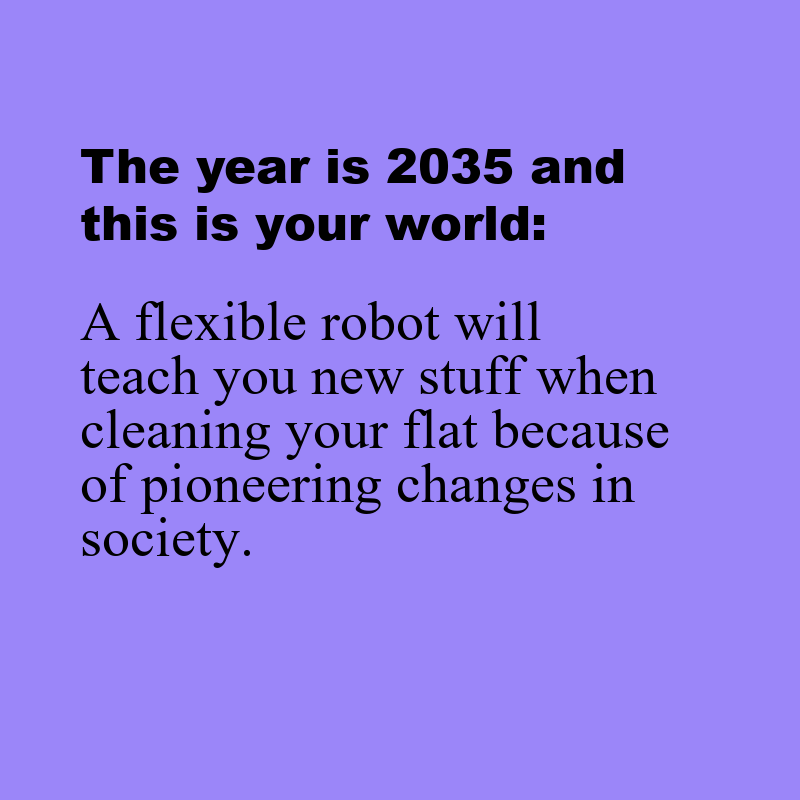 The year is 2035 and
this is your world:
A flexible robot will
teach you new stuff when
cleaning your flat because
of pioneering changes in
society.